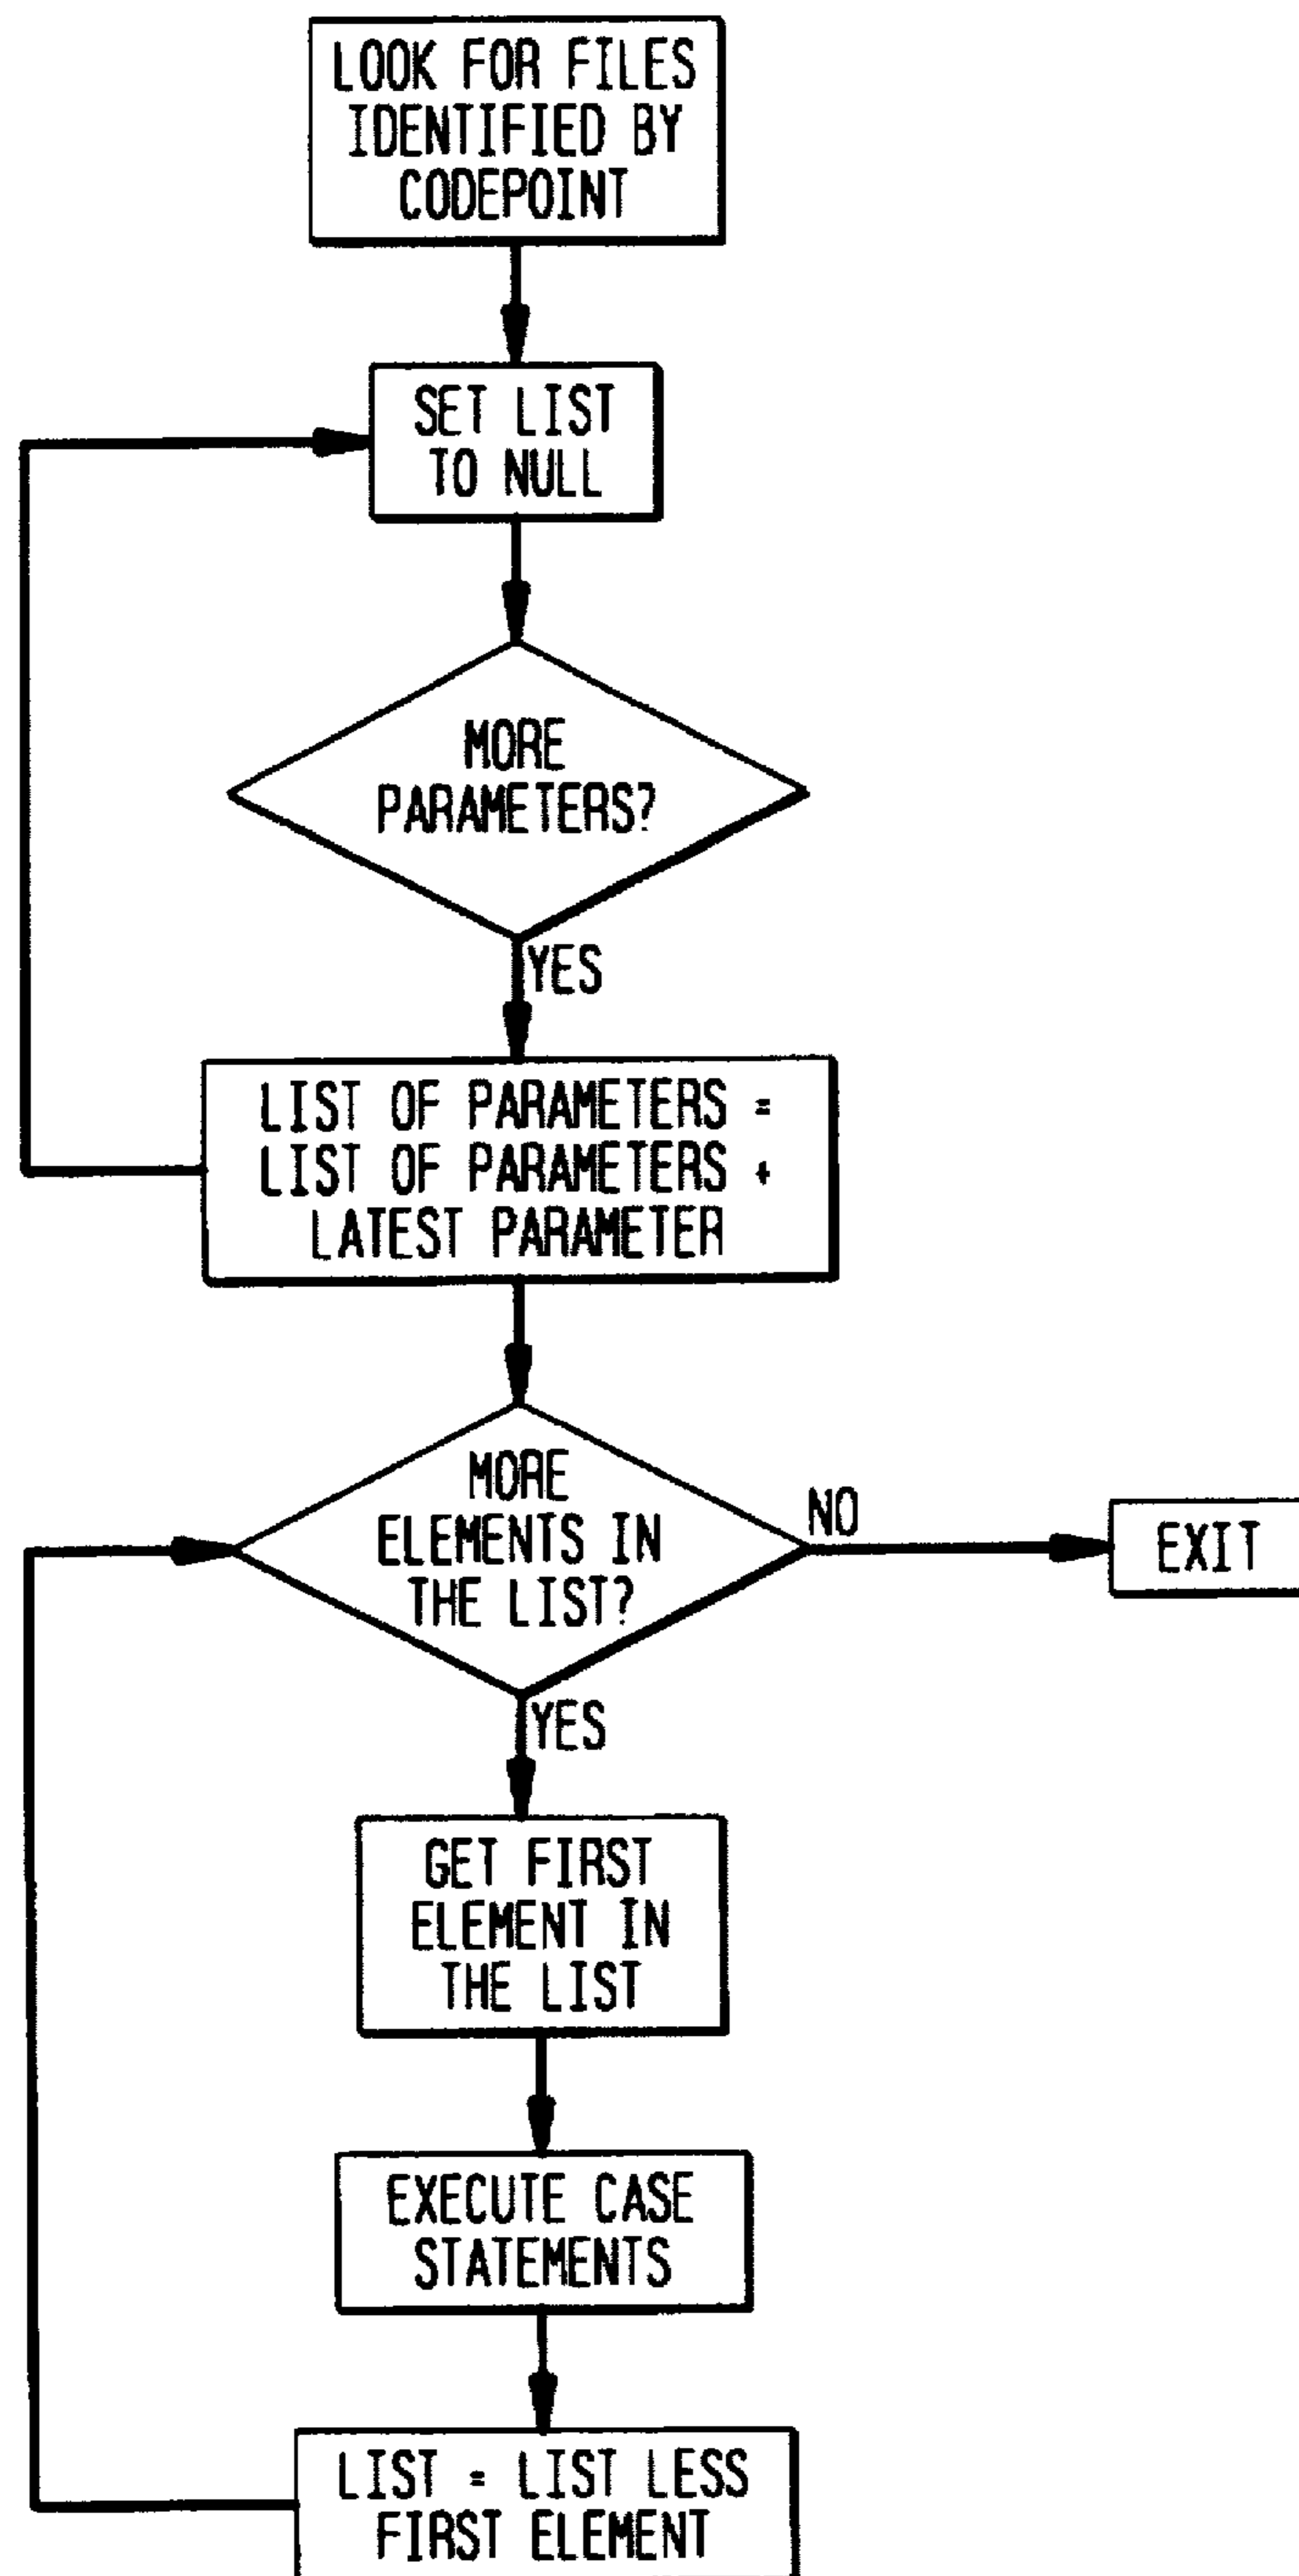 LOOK FOR FILES
IDENTIFIED BY
CODEPOINT
SET LIST
TO NULL
MORE
PARAMETERS?
YES
LIST OF PARAMETERS =
LIST OF PARAMETERS +
LATEST PARAMETER
MORE
ELEMENTS IN
THE LIST?
NO
EXIT
YES
GET FIRST
ELEMENT IN
THE LIST
EXECUTE CASE
STATEMENTS
LIST = LIST LESS
FIRST ELEMENT